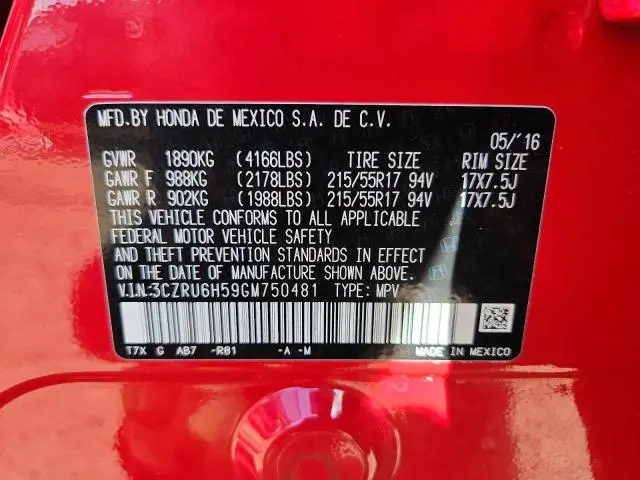 MFD.BY HONDA DE MEXICO S.A. DE C.V.
05/'16
GVWR 1890KG (4166LBS) TIRE SIZE RIM SIZE
GAWR F 988KG (2178LBS) 215/55R17 94V 17X7.5J
GAWR R 902KG (1988LBS) 215/55R17 94V 17X7.5J
THIS VEHICLE CONFORMS TO ALL APPLICABLE
FEDERAL MOTOR VEHICLE SAFETY
AND THEFT PREVENTION STANDARDS IN EFFECT
ON THE DATE OF MANUFACTURE SHOWN ABOVE.
V.I.N:3CZRU6H59GM750481 TYPE: MPV
T7X G AB7 -R81 -A -M MADE IN MEXICO